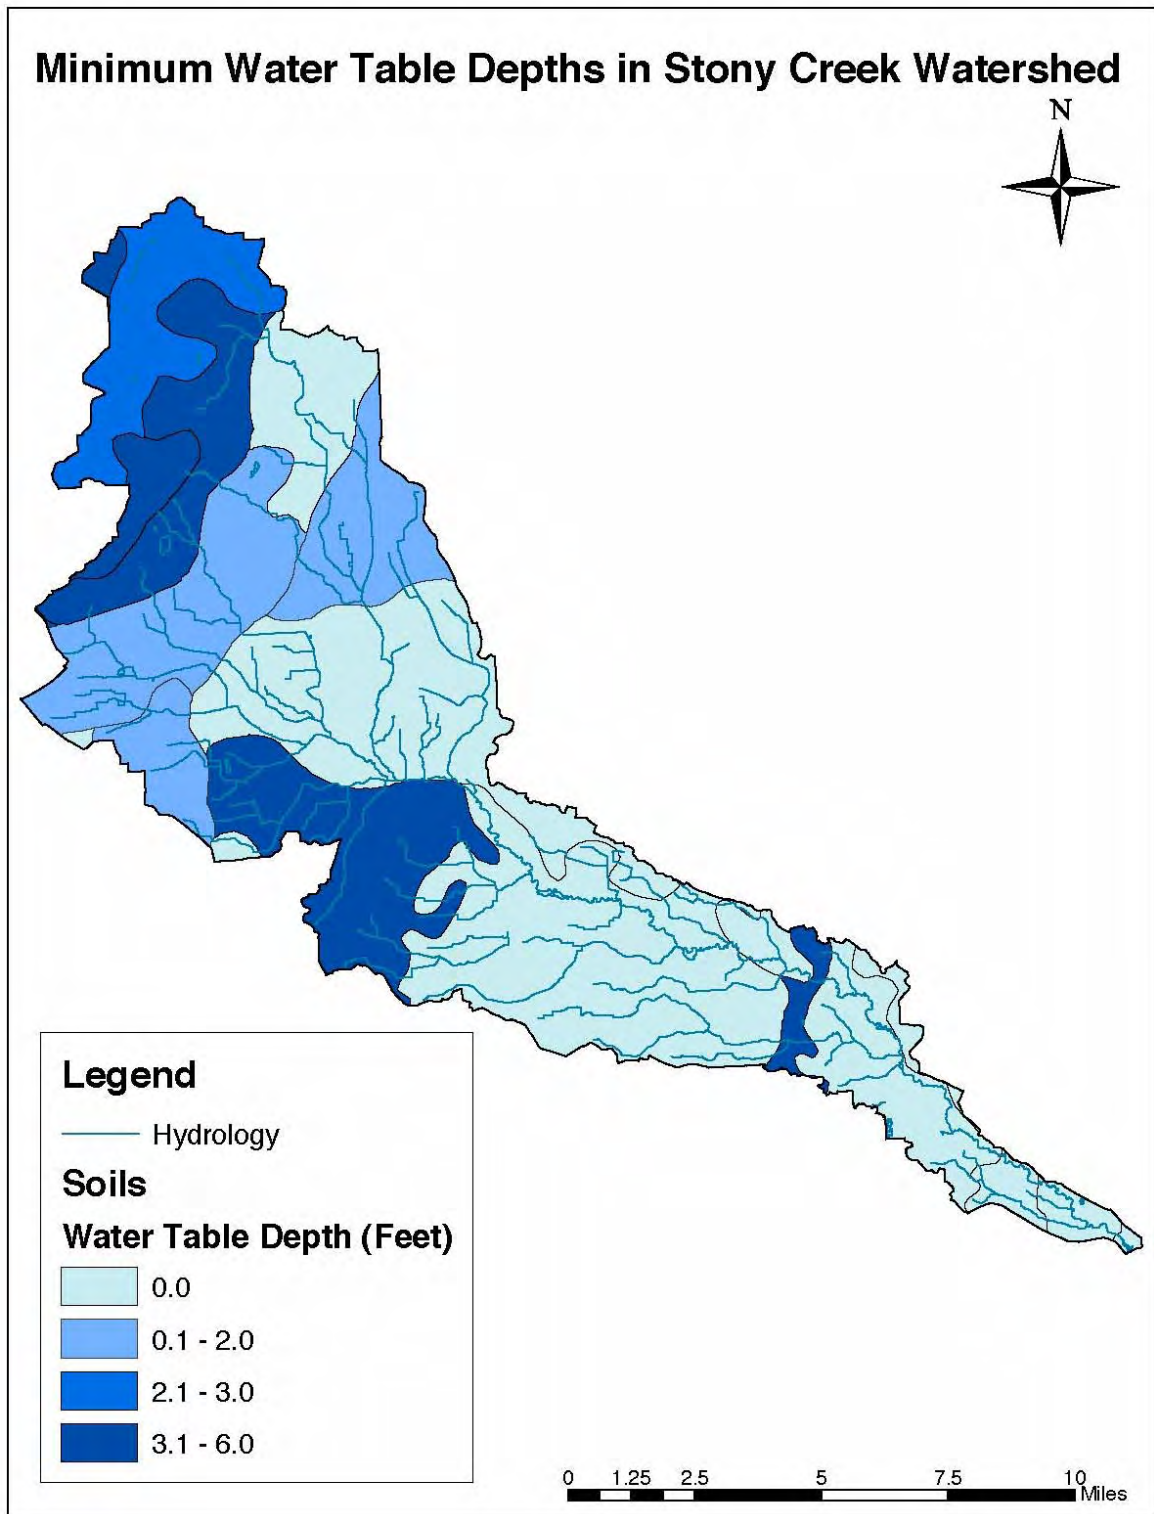 Minimum Water Table Depths in Stony Creek Watershed
N
Legend
Hydrology
Soils
Water Table Depth (Feet)
0.0
0.1 - 2.0
2.1 - 3.0
3.1 - 6.0
0 1.25 2.5 5 7.5 10
Miles